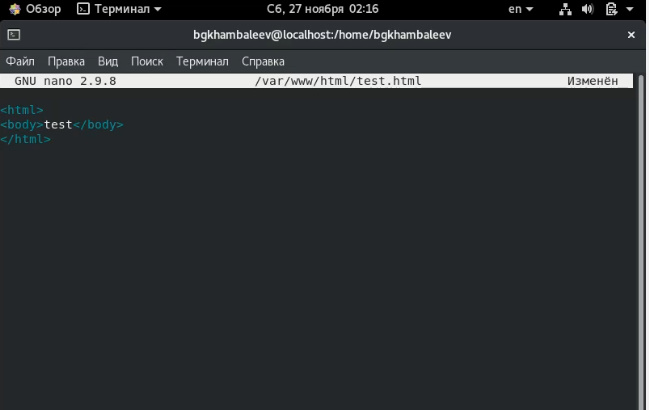 Обзор Терминал Сб, 27 ноября 02:16 en
bgkhambaleev@localhost:/home/bgkhambaleev ×
Файл Правка Вид Поиск Терминал Справка
GNU nano 2.9.8 /var/www/html/test.html Изменён
<html>
<body>test</body>
</html>